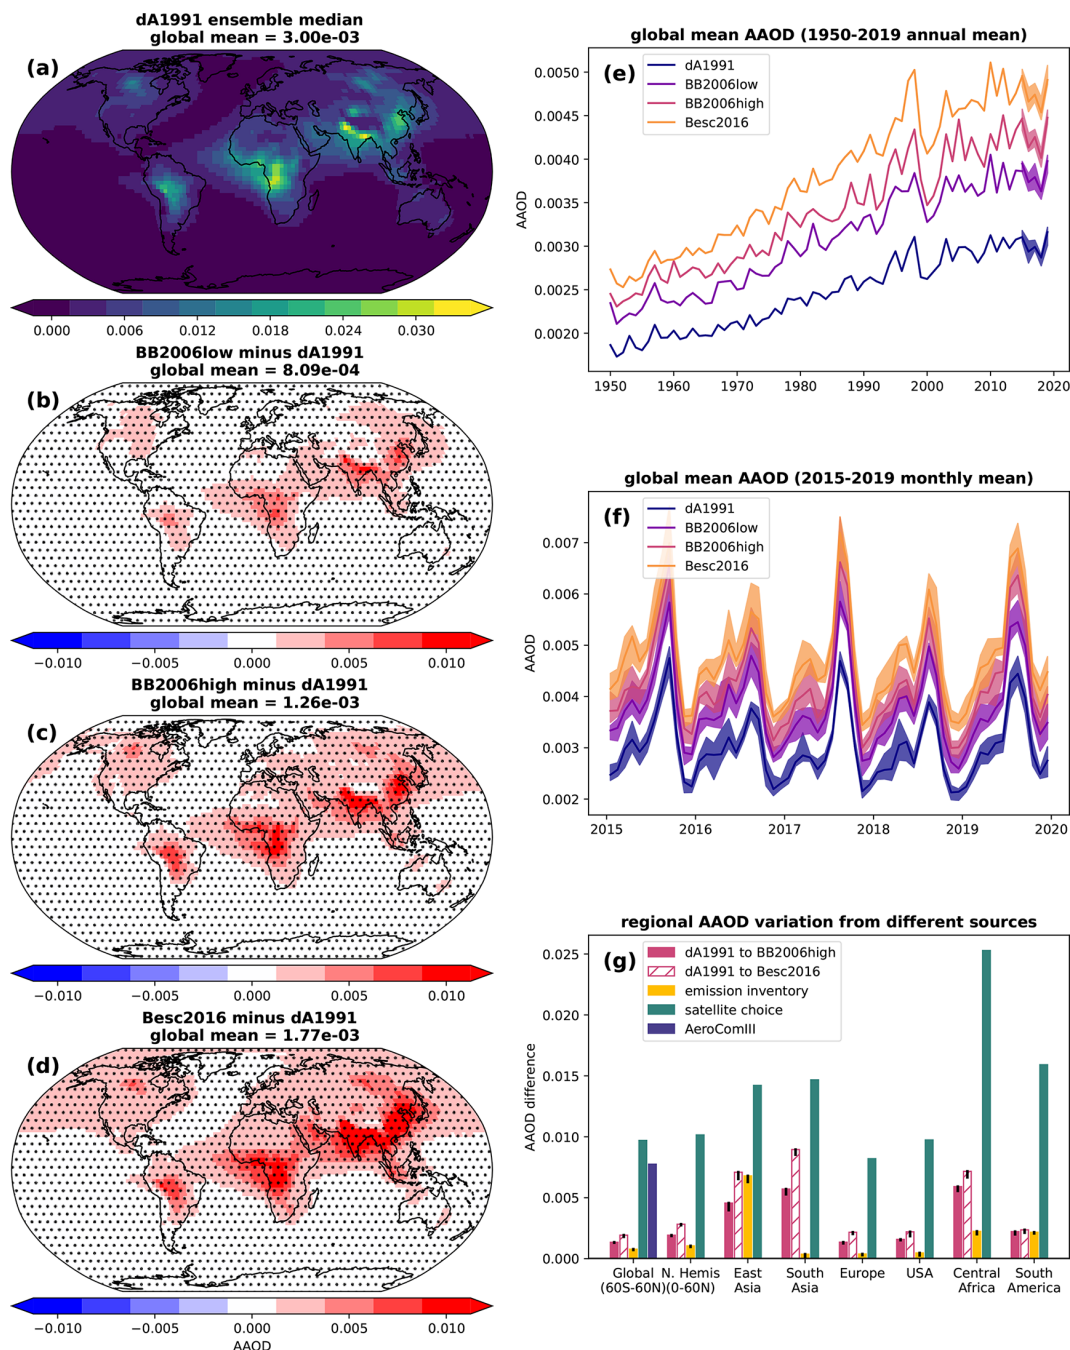 dA1991 ensemble median
global mean = 3.00e-03
(a)
0.000 0.006 0.012 0.018 0.024 0.030
BB2006low minus dA1991
global mean = 8.09e-04
(b)
−0.010 −0.005 0.000 0.005 0.010
BB2006high minus dA1991
global mean = 1.26e-03
(c)
−0.010 −0.005 0.000 0.005 0.010
Besc2016 minus dA1991
global mean = 1.77e-03
(d)
−0.010 −0.005 0.000 0.005 0.010
AAOD
global mean AAOD (1950-2019 annual mean)
(e)
dA1991
BB2006low
BB2006high
Besc2016
0.0050
0.0045
0.0040
0.0035
0.0030
0.0025
0.0020
AAOD
1950 1960 1970 1980 1990 2000 2010 2020
global mean AAOD (2015-2019 monthly mean)
(f)
dA1991
BB2006low
BB2006high
Besc2016
0.007
0.006
0.005
0.004
0.003
0.002
AAOD
2015 2016 2017 2018 2019 2020
regional AAOD variation from different sources
(g)
dA1991 to BB2006high
dA1991 to Besc2016
emission inventory
satellite choice
AeroComIII
0.025
0.020
0.015
0.010
0.005
0.000
AAOD difference
Global N. Hemis East South Europe USA Central South
(60S-60N)(0-60N) Asia Asia Africa America